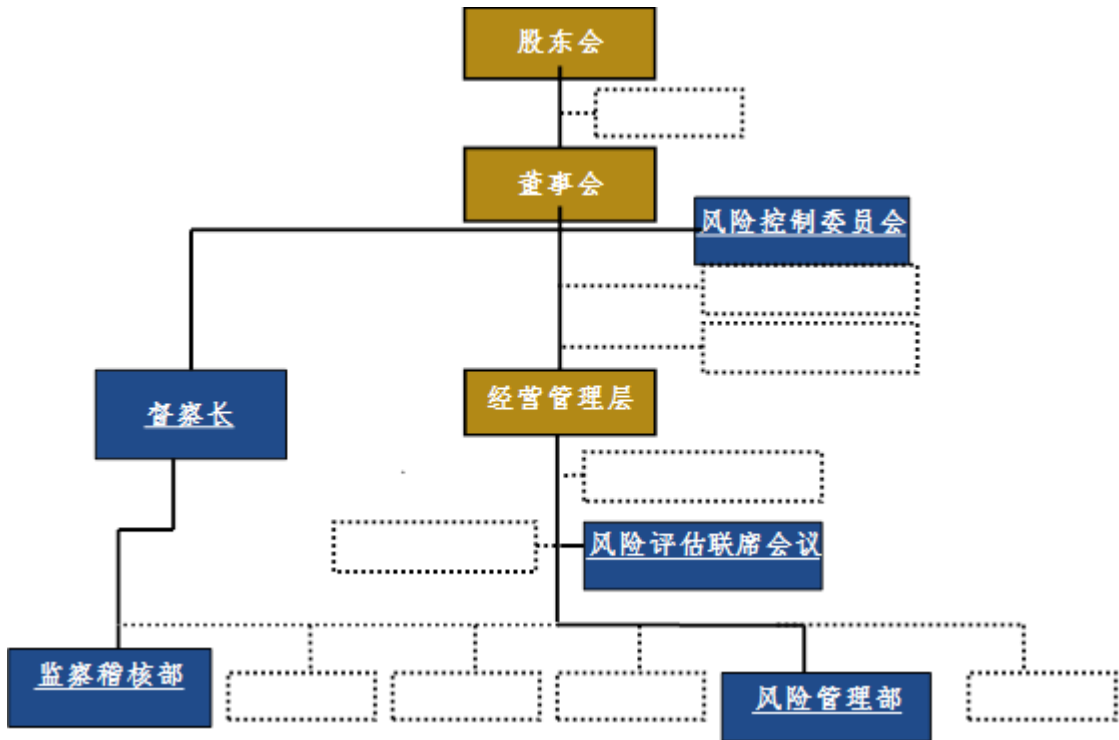 股东会
董事会
风险控制委员会
经营管理层
督察长
风险评估联席会议
监察稽核部
风险管理部